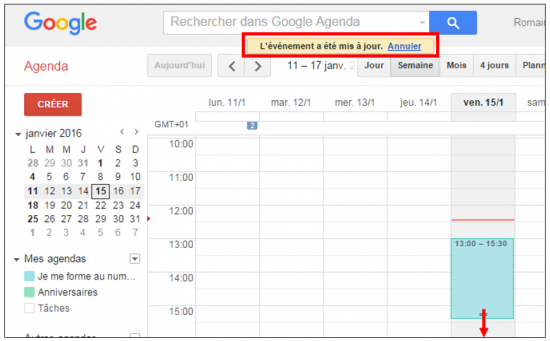 Google
Rechercher dans Google Agenda
Romai
L'événement a été mis à jour. Annuler
Agenda
Aujourd'hui
11 – 17 janv. 2
Jour
Semaine
Mois
4 jours
Plann
CRÉER
lun. 11/1
mar. 12/1
mer. 13/1
jeu. 14/1
ven. 15/1
sam
GMT+01
2
janvier 2016
L M M J V S D
28 29 30 31 1 2 3
4 5 6 7 8 9 10
11 12 13 14 15 16 17
18 19 20 21 22 23 24
25 26 27 28 29 30 31
1 2 3 4 5 6 7
10:00
11:00
12:00
13:00
14:00
15:00
13:00 – 15:30
Mes agendas
Je me forme au num...
Anniversaires
Tâches
Autres agendas